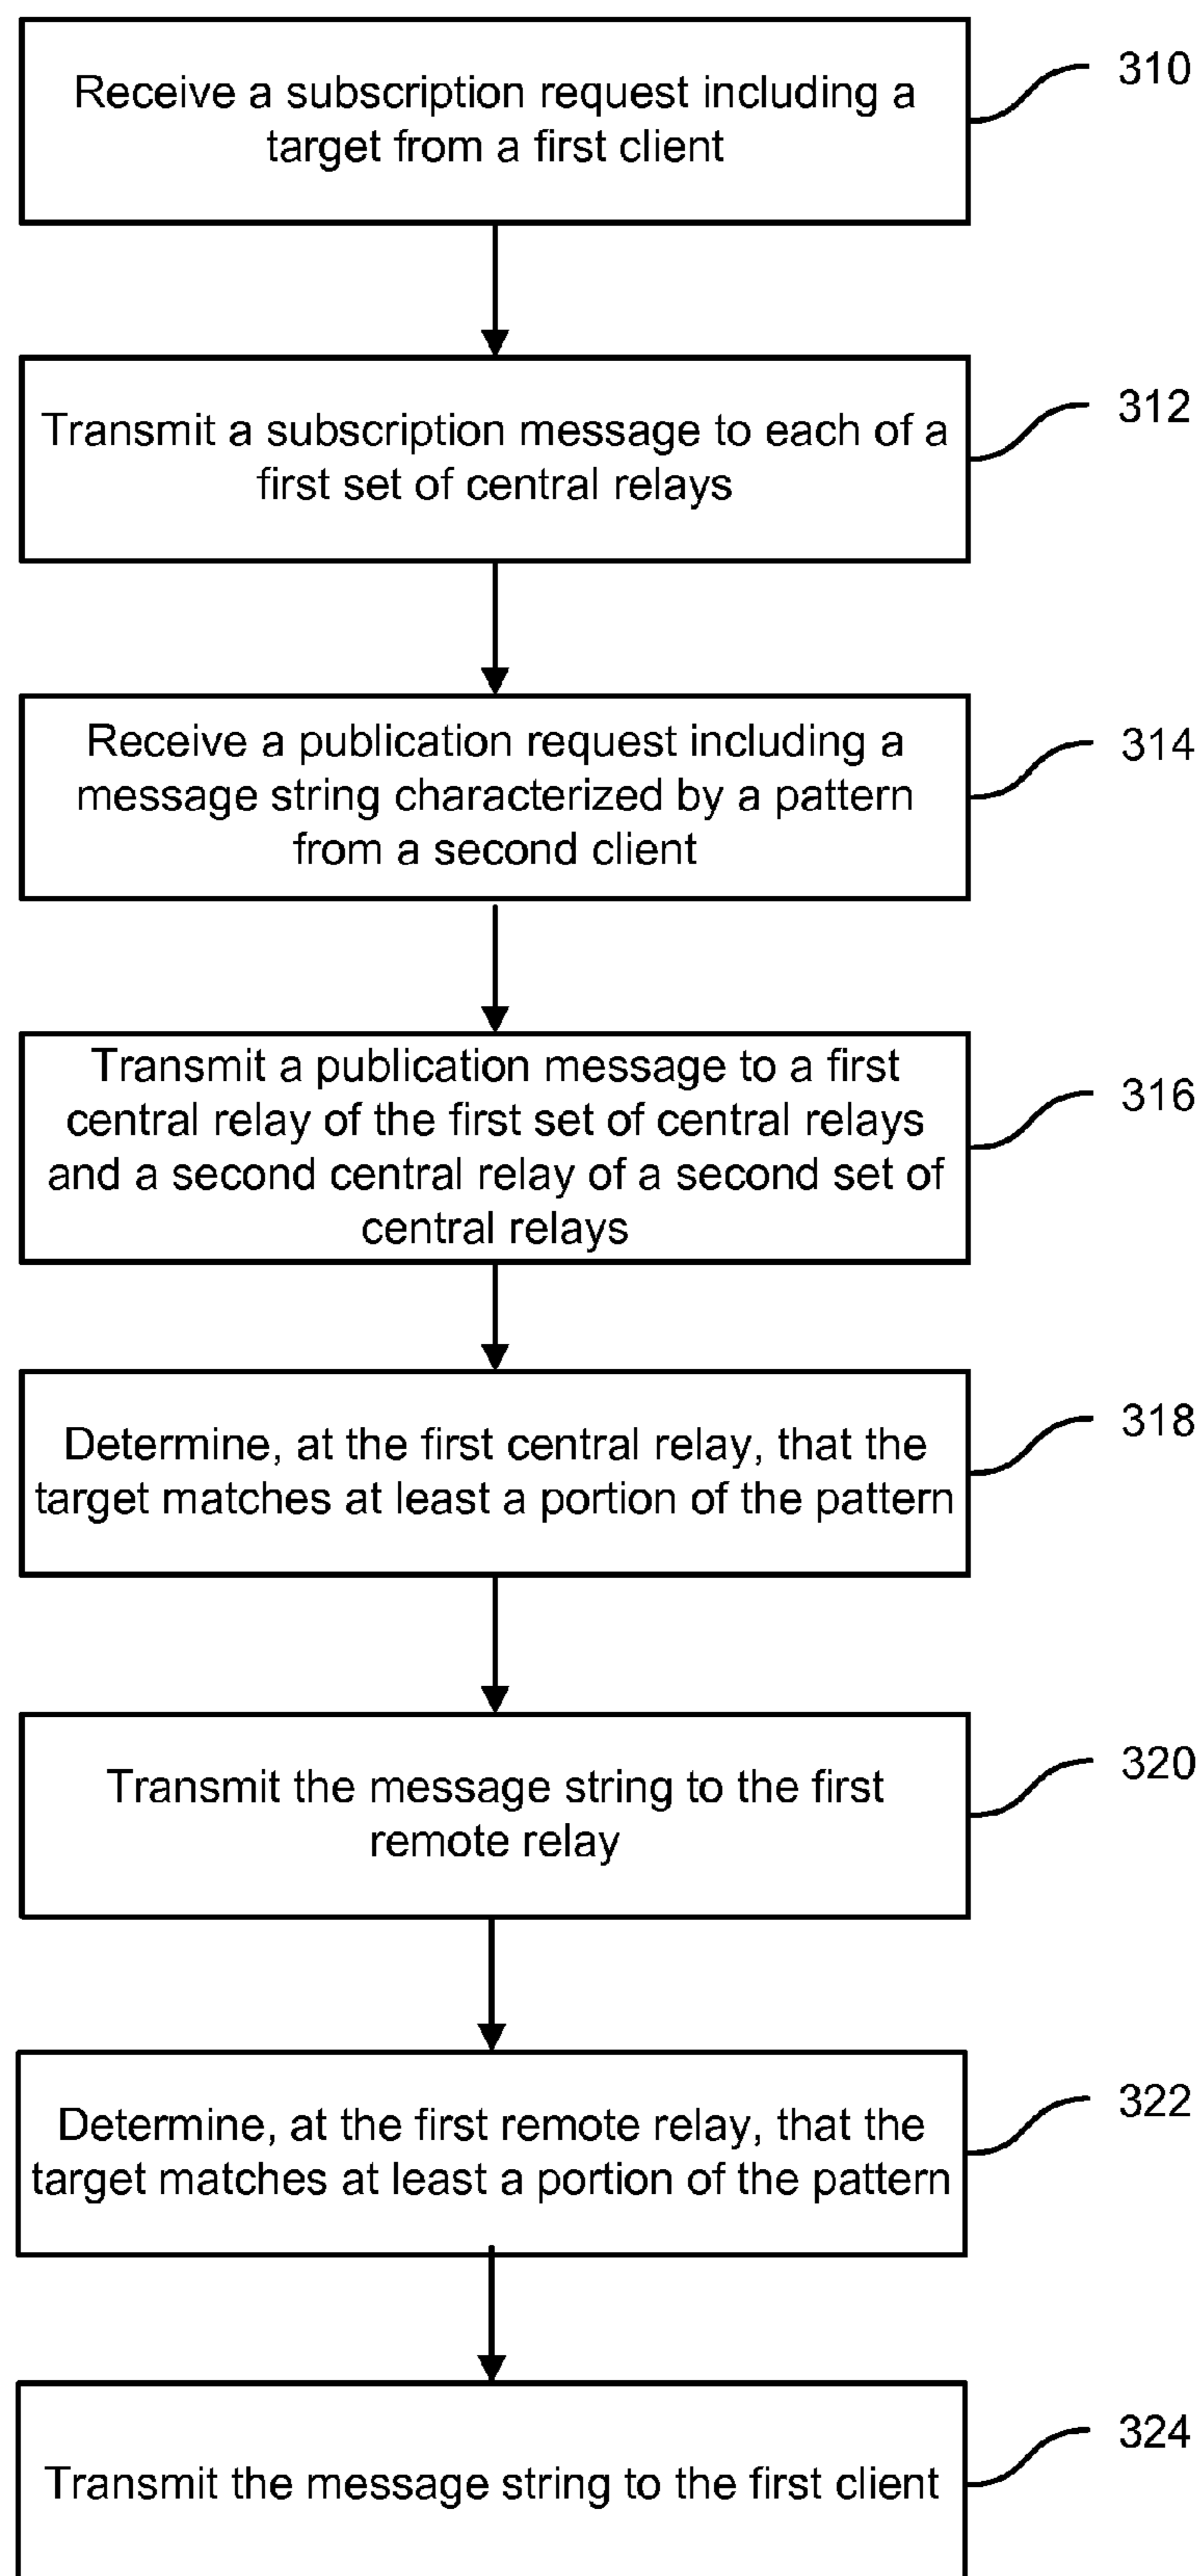 Receive a subscription request including a
target from a first client
310
Transmit a subscription message to each of a
first set of central relays
312
Receive a publication request including a
message string characterized by a pattern
from a second client
314
Transmit a publication message to a first
central relay of the first set of central relays
and a second central relay of a second set of
central relays
316
Determine, at the first central relay, that the
target matches at least a portion of the pattern
318
Transmit the message string to the first
remote relay
320
Determine, at the first remote relay, that the
target matches at least a portion of the pattern
322
Transmit the message string to the first client
324